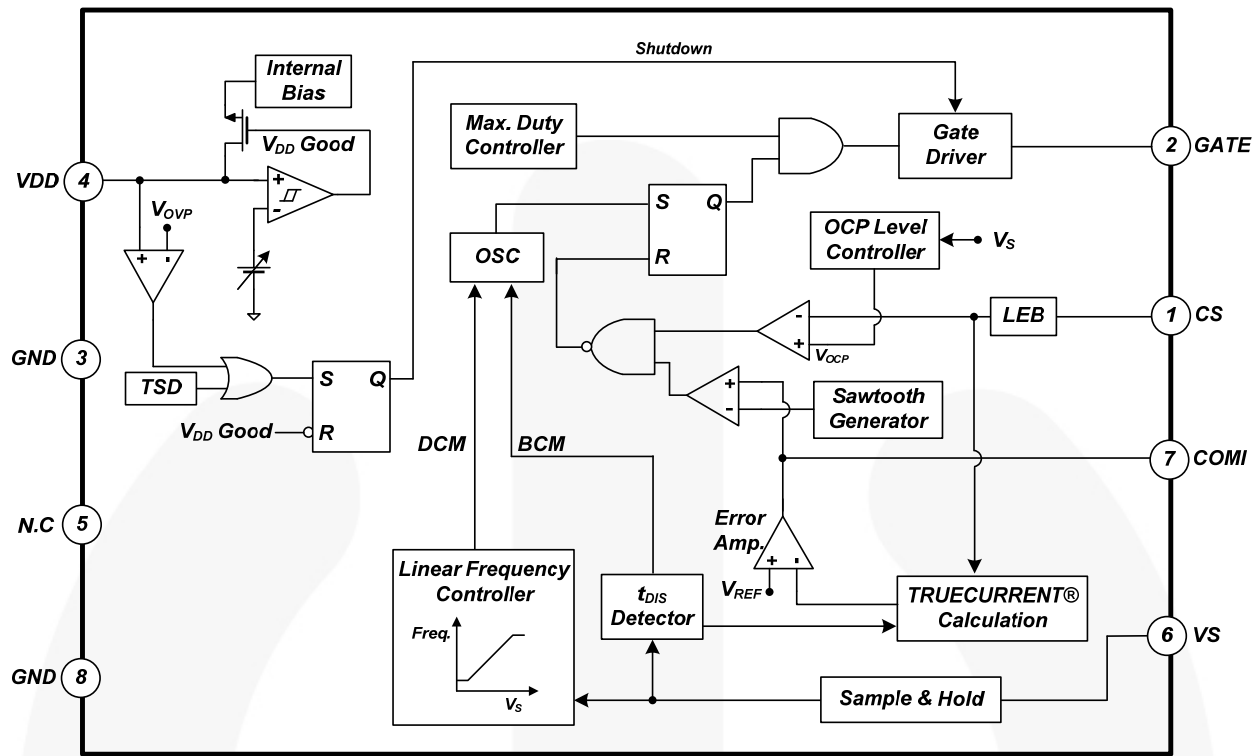 Shutdown
Internal
Bias
Max. Duty
Controller
Gate
Driver
2 GATE
VDD Good
VDD 4
+
-
VOVP
+ -
S Q
R
OSC
OCP Level
Controller
VS
GND 3
TSD
S Q
R
VDD Good
-
+
VOCP
LEB
1 CS
+
-
Sawtooth
Generator
DCM
BCM
7 COMI
N.C 5
Error
Amp.
+ -
VREF
Linear Frequency
Controller
Freq.
VS
tDIS
Detector
TRUECURRENT®
Calculation
6 VS
GND 8
Sample & Hold